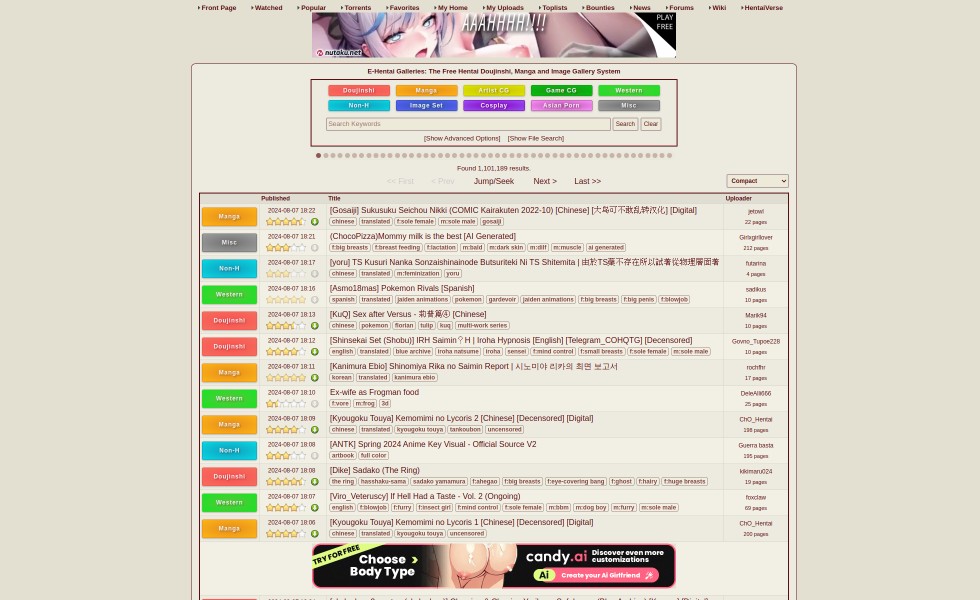 Front Page Watched Popular Torrents Favorites My Home My Uploads Toplists Bounties News Forums Wiki HentaiVerse
AAAHHHH!!!!
PLAY FREE
nutaku.net
E-Hentai Galleries: The Free Hentai Doujinshi, Manga and Image Gallery System
Doujinshi Manga Artist CG Game CG Western
Non-H Image Set Cosplay Asian Porn Misc
Search Keywords Search Clear
[Show Advanced Options] [Show File Search]
Found 1,101,189 results.
<< First < Prev Jump/Seek Next > Last >> Compact
Published Title Uploader
Manga 2024-08-07 18:22 [Gosaiji] Sukusuku Seichou Nikki (COMIC Kairakuten 2022-10) [Chinese] [大鸟可不敢乱转汉化] [Digital] jetowl
chinese translated f:sole female m:sole male gosaiji 22 pages
Misc 2024-08-07 18:21 (ChocoPizza)Mommy milk is the best [AI Generated] Girlxgirllover
f:big breasts f:breast feeding f:lactation m:bald m:dark skin m:dilf m:muscle ai generated 212 pages
Non-H 2024-08-07 18:17 [yoru] TS Kusuri Nanka Sonzaishinainode Butsuriteki Ni TS Shitemita | 由於TS藥不存在所以試著從物理層面著 futarina
chinese translated m:feminization yoru 4 pages
Western 2024-08-07 18:16 [Asmo18mas] Pokemon Rivals [Spanish] sadikus
spanish translated jaiden animations pokemon gardevoir jaiden animations f:big breasts f:big penis f:blowjob 10 pages
Doujinshi 2024-08-07 18:13 [KuQ] Sex after Versus - [Chinese] Marik94
chinese pokemon florian tulip kuq multi-work series 10 pages
Doujinshi 2024-08-07 18:12 [Shinsekai Set (Shobu)] IRH Saimin？H | Iroha Hypnosis [English] [Telegram_COHQTG] [Decensored] Govno_Tupoe228
english translated blue archive iroha natsume iroha sensei f:mind control f:small breasts f:sole female m:sole male 10 pages
Manga 2024-08-07 18:11 [Kanimura Ebio] Shinomiya Rika no Saimin Report | 시노미야 리카의 최면 보고서 rochfhr
korean translated kanimura ebio 17 pages
Western 2024-08-07 18:10 Ex-wife as Frogman food DeleAli666
f:vore m:frog 3d 25 pages
Manga 2024-08-07 18:09 [Kyougoku Touya] Kemomimi no Lycoris 2 [Chinese] [Decensored] [Digital] ChO_Hentai
chinese translated kyougoku touya tankoubon uncensored 198 pages
Non-H 2024-08-07 18:08 [ANTK] Spring 2024 Anime Key Visual - Official Source V2 Guerra basta
artbook full color 195 pages
Doujinshi 2024-08-07 18:08 [Dike] Sadako (The Ring) kikimaru024
the ring hasshaku-sama sadako yamamura f:ahegao f:big breasts f:eye-covering bang f:ghost f:hairy f:huge breasts 19 pages
Western 2024-08-07 18:07 [Viro_Veteruscy] If Hell Had a Taste - Vol. 2 (Ongoing) foxclaw
english f:blowjob f:furry f:insect girl f:mind control f:sole female m:bbm m:dog boy m:furry m:sole male 69 pages
Manga 2024-08-07 18:06 [Kyougoku Touya] Kemomimi no Lycoris 1 [Chinese] [Decensored] [Digital] ChO_Hentai
chinese translated kyougoku touya uncensored 200 pages
TRY FOR FREE
Choose > Body Type
candy.ai Discover even more customizations
Ai Create your AI Girlfriend